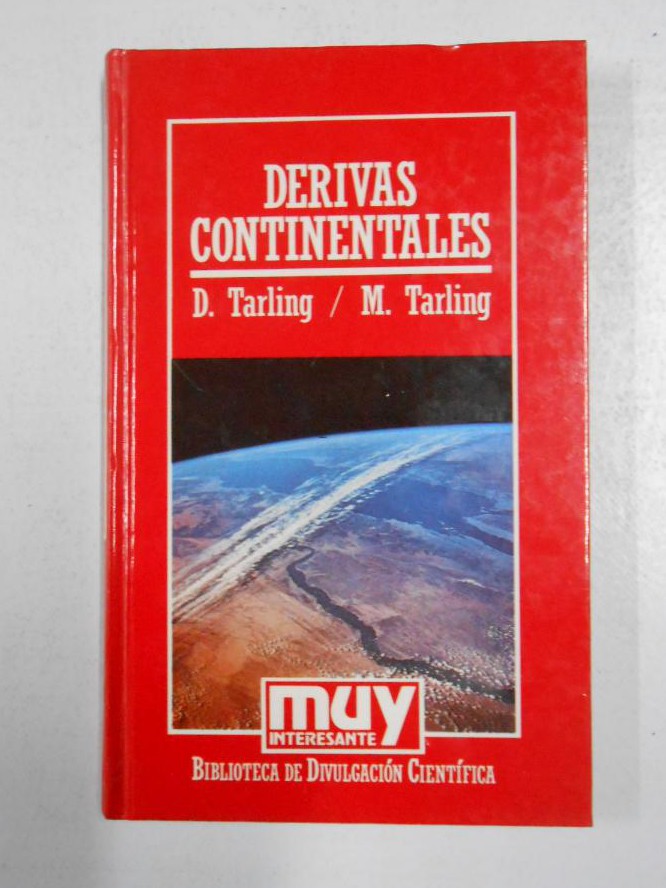 DERIVAS
CONTINENTALES
D. Tarling / M. Tarling
muy
INTERESANTE
BIBLIOTECA DE DIVULGACIÓN CIENTÍFICA